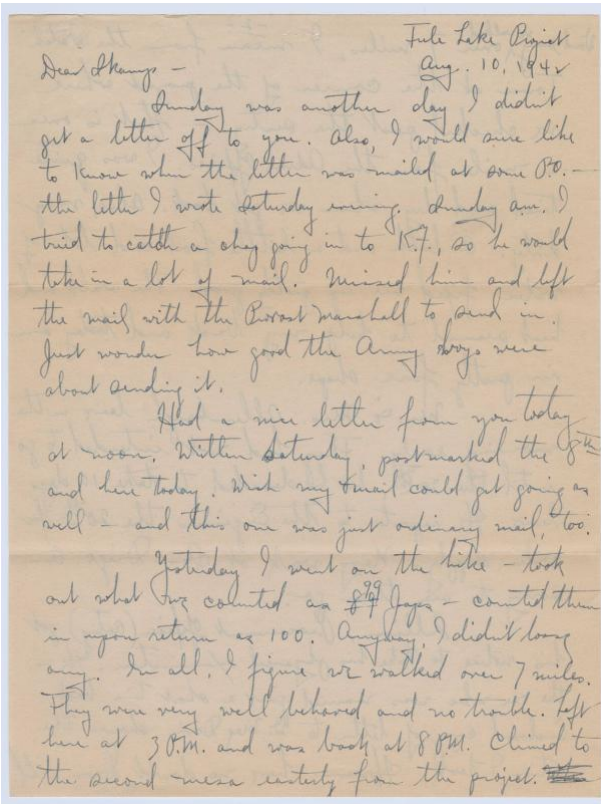 Tule Lake Project
Aug. 10, 1942
Dear Skamp -
Sunday was another day I didn't
get a letter off to you. Also, I would sure like
to know when the letter was mailed at some P.O. -
the letter I wrote Saturday evening. Sunday a.m. I
tried to catch a chap going in to K.F., so he would
take in a lot of mail. Missed him and left
the mail with the Provost Marshall to send in.
Just wonder how good the Army boys were
about sending it.
Had a nice letter from you today
at noon. Written Saturday, postmarked the 8th
and here today. Wish my mail could get going as
well - and this one was just ordinary mail, too.
Yesterday I went on the hike - took
out what we counted as 99 Japs - counted them
in upon return as 100. Anyway, I didn't loose
any. In all, I figure we walked over 7 miles.
They were very well behaved and no trouble. Left
here at 3 P.M. and was back at 8 P.M. Climed to
the second mesa easterly from the project.